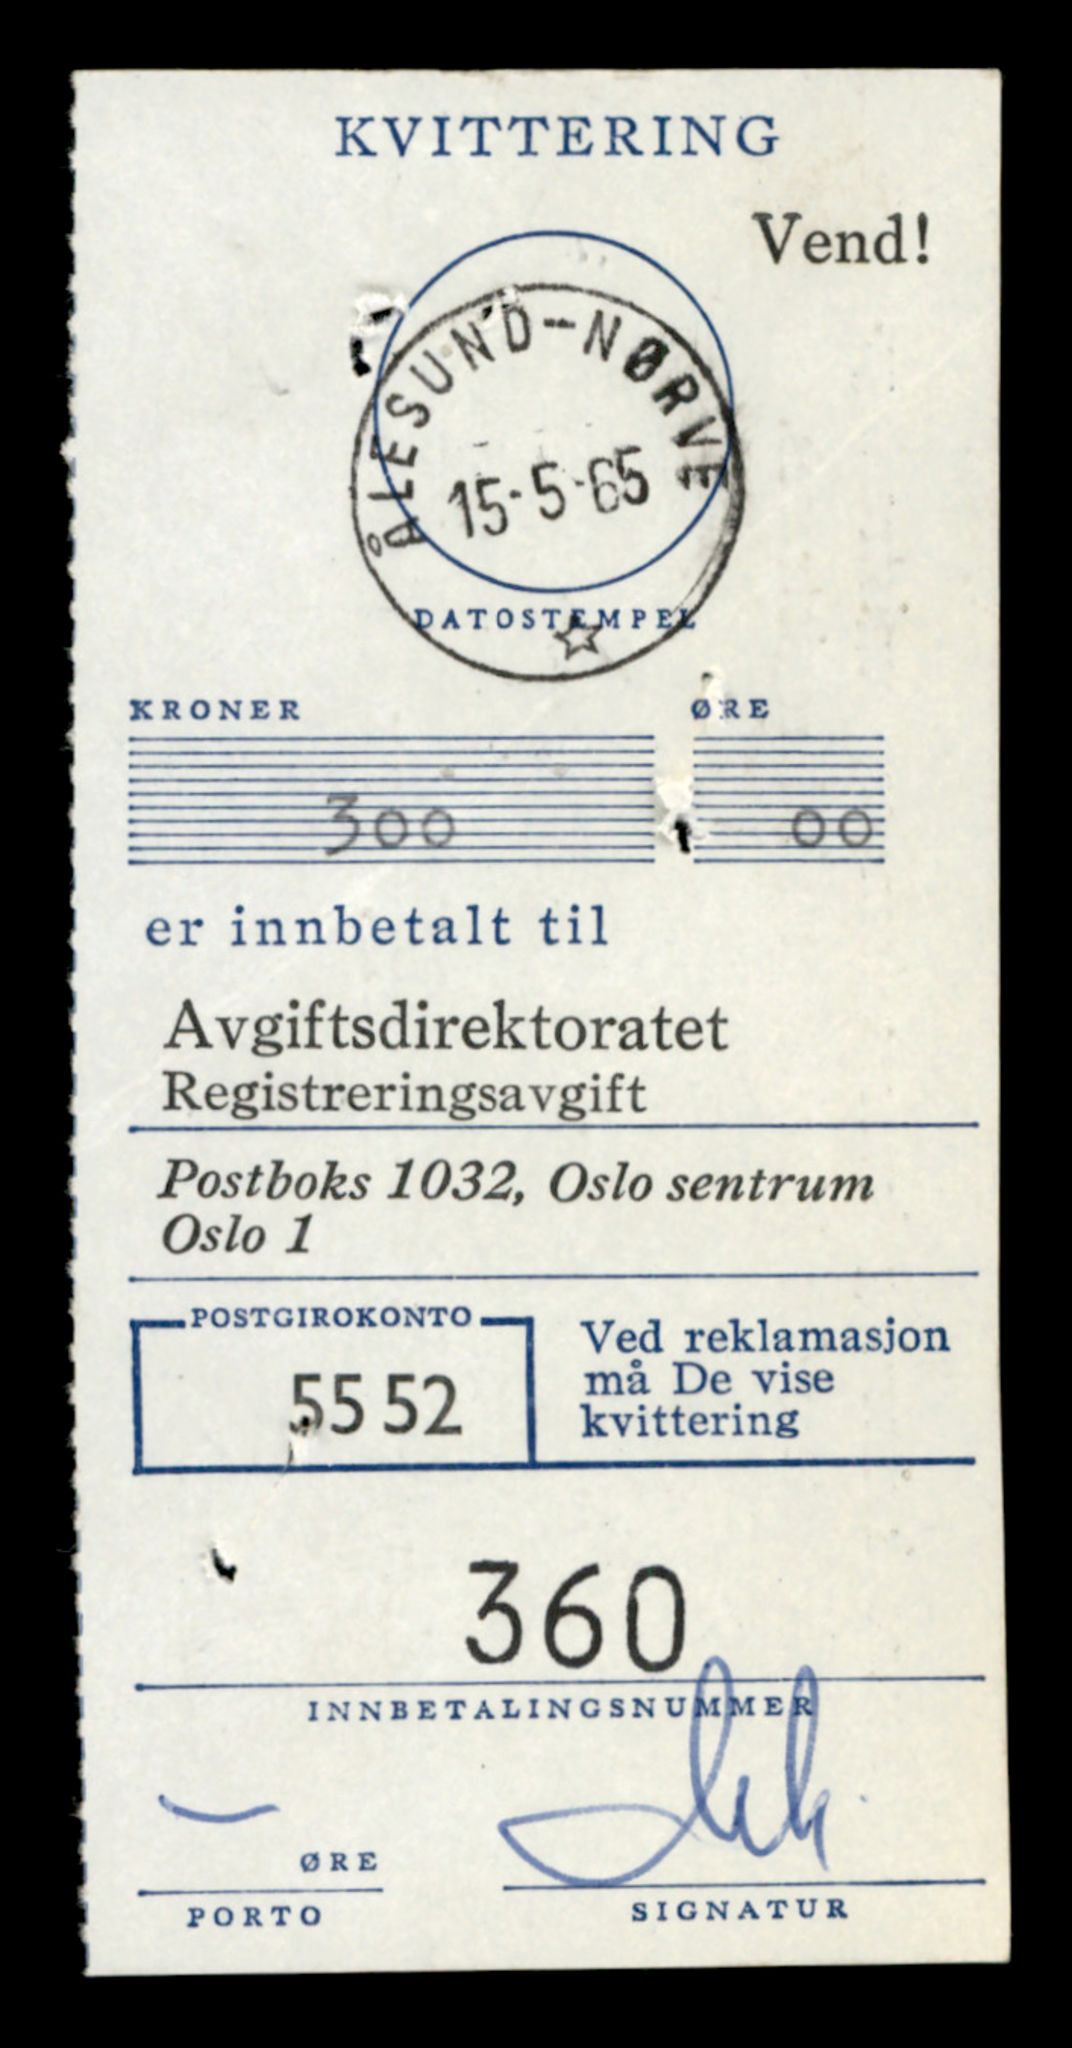 KVITTERING
Vend!
ÅLESUND-NØRVE
15-5-65
DATOSTEMPEL
KRONER ØRE
300 00
er innbetalt til
Avgiftsdirektoratet
Registreringsavgift
Postboks 1032, Oslo sentrum
Oslo 1
POSTGIROKONTO
55 52
Ved reklamasjon
må De vise
kvittering
360
INNBETALINGSNUMMER
ØRE
PORTO
SIGNATUR